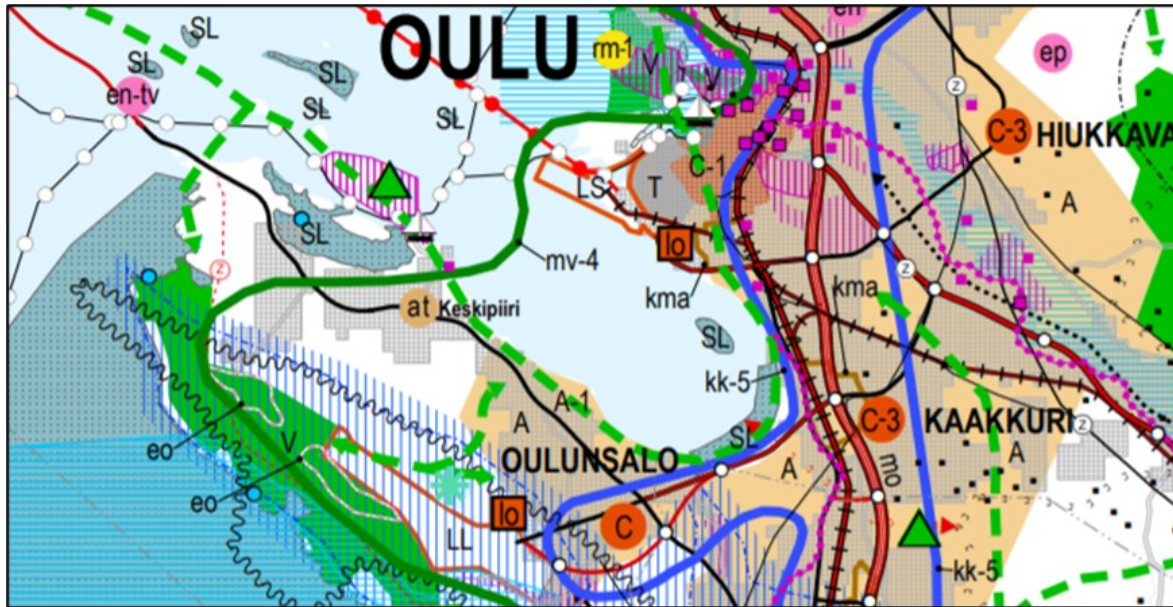 OULU
SL
rm-1
V
V
en
ep
en-tv
SL
SL
SL
z
C-3
HIUKKAVA
C-1
LS
T
A
SL
lo
mv-4
kma
z
z
kma
at Keskipiiri
SL
kk-5
A-1
A
C-3
KAAKKURI
eo
V
OULUNSALO
SL
A
A
z
mo
eo
lo
C
LL
kk-5